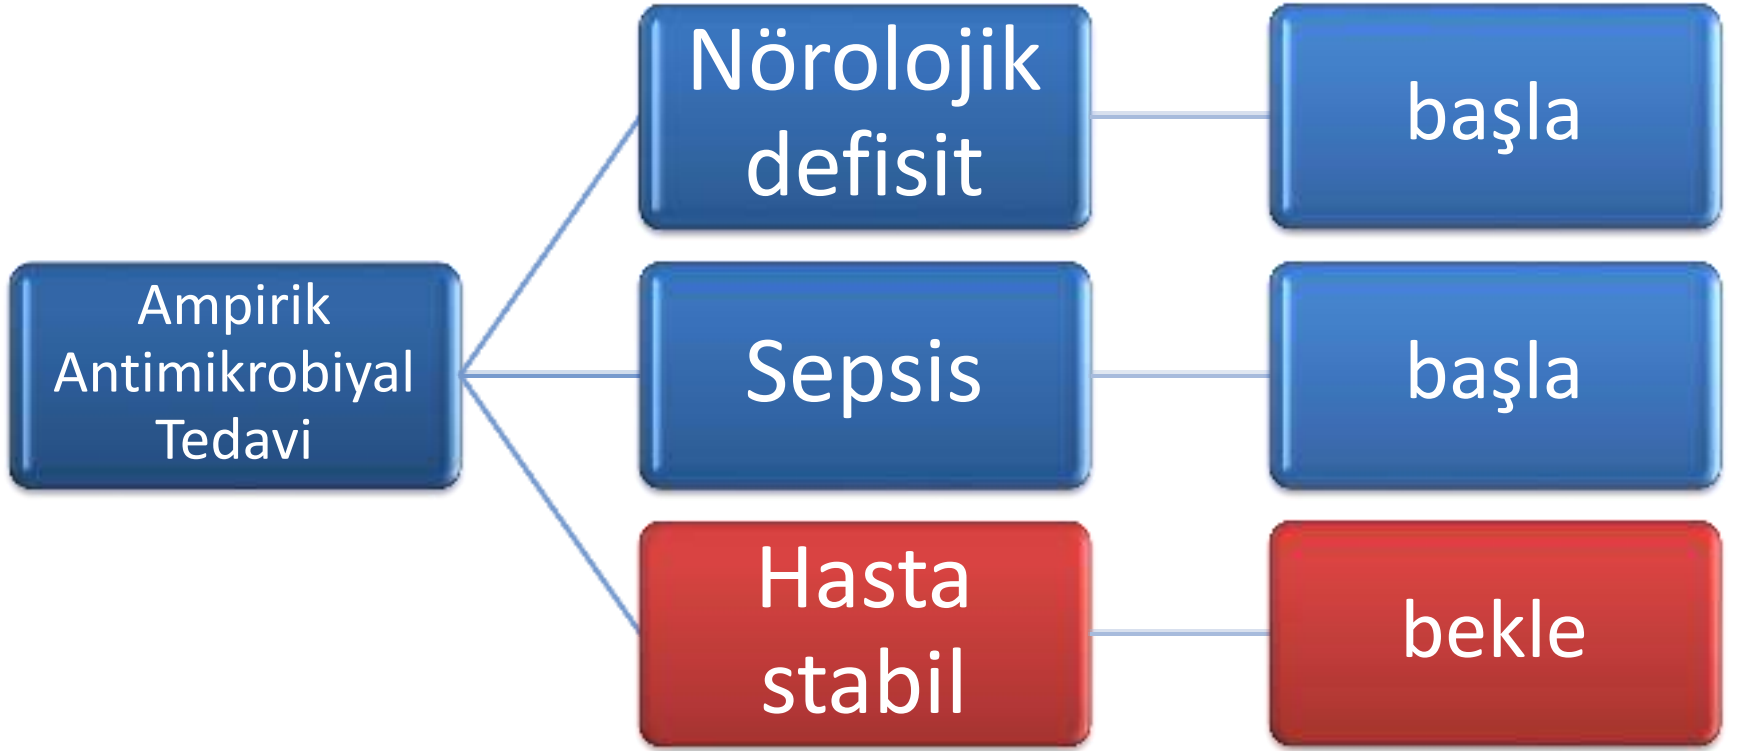 Ampirik
Antimikrobiyal
Tedavi
Nörolojik
defisit
başla
Sepsis
başla
Hasta
stabil
bekle